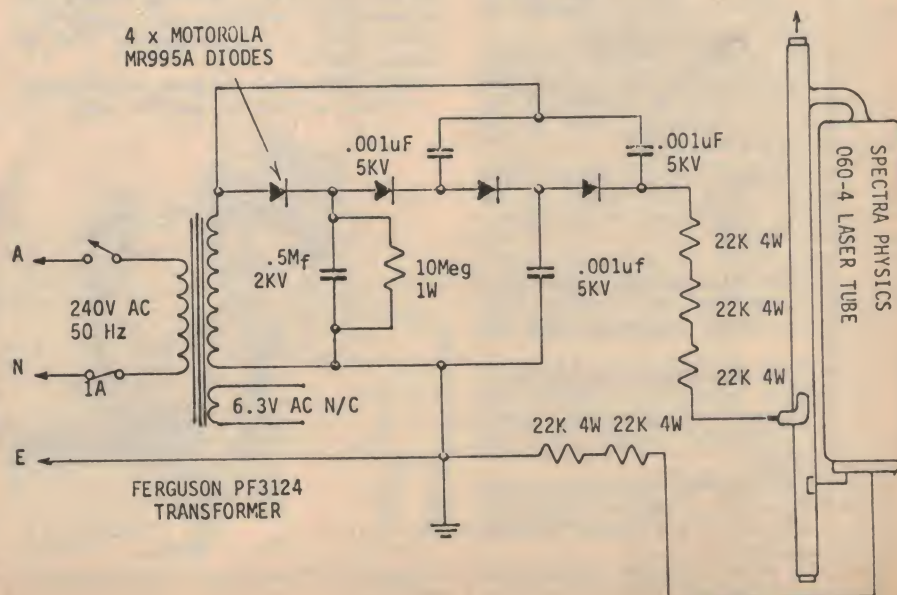 4 x MOTOROLA
MR995A DIODES
.001uF
5KV
.001uF
5KV
A
240V AC
50 Hz
N
1A
.5Mf
2KV
10Meg
1W
.001uf
5KV
22K 4W
22K 4W
22K 4W
SPECTRA PHYSICS
060-4 LASER TUBE
6.3V AC N/C
22K 4W 22K 4W
E
FERGUSON PF3124
TRANSFORMER